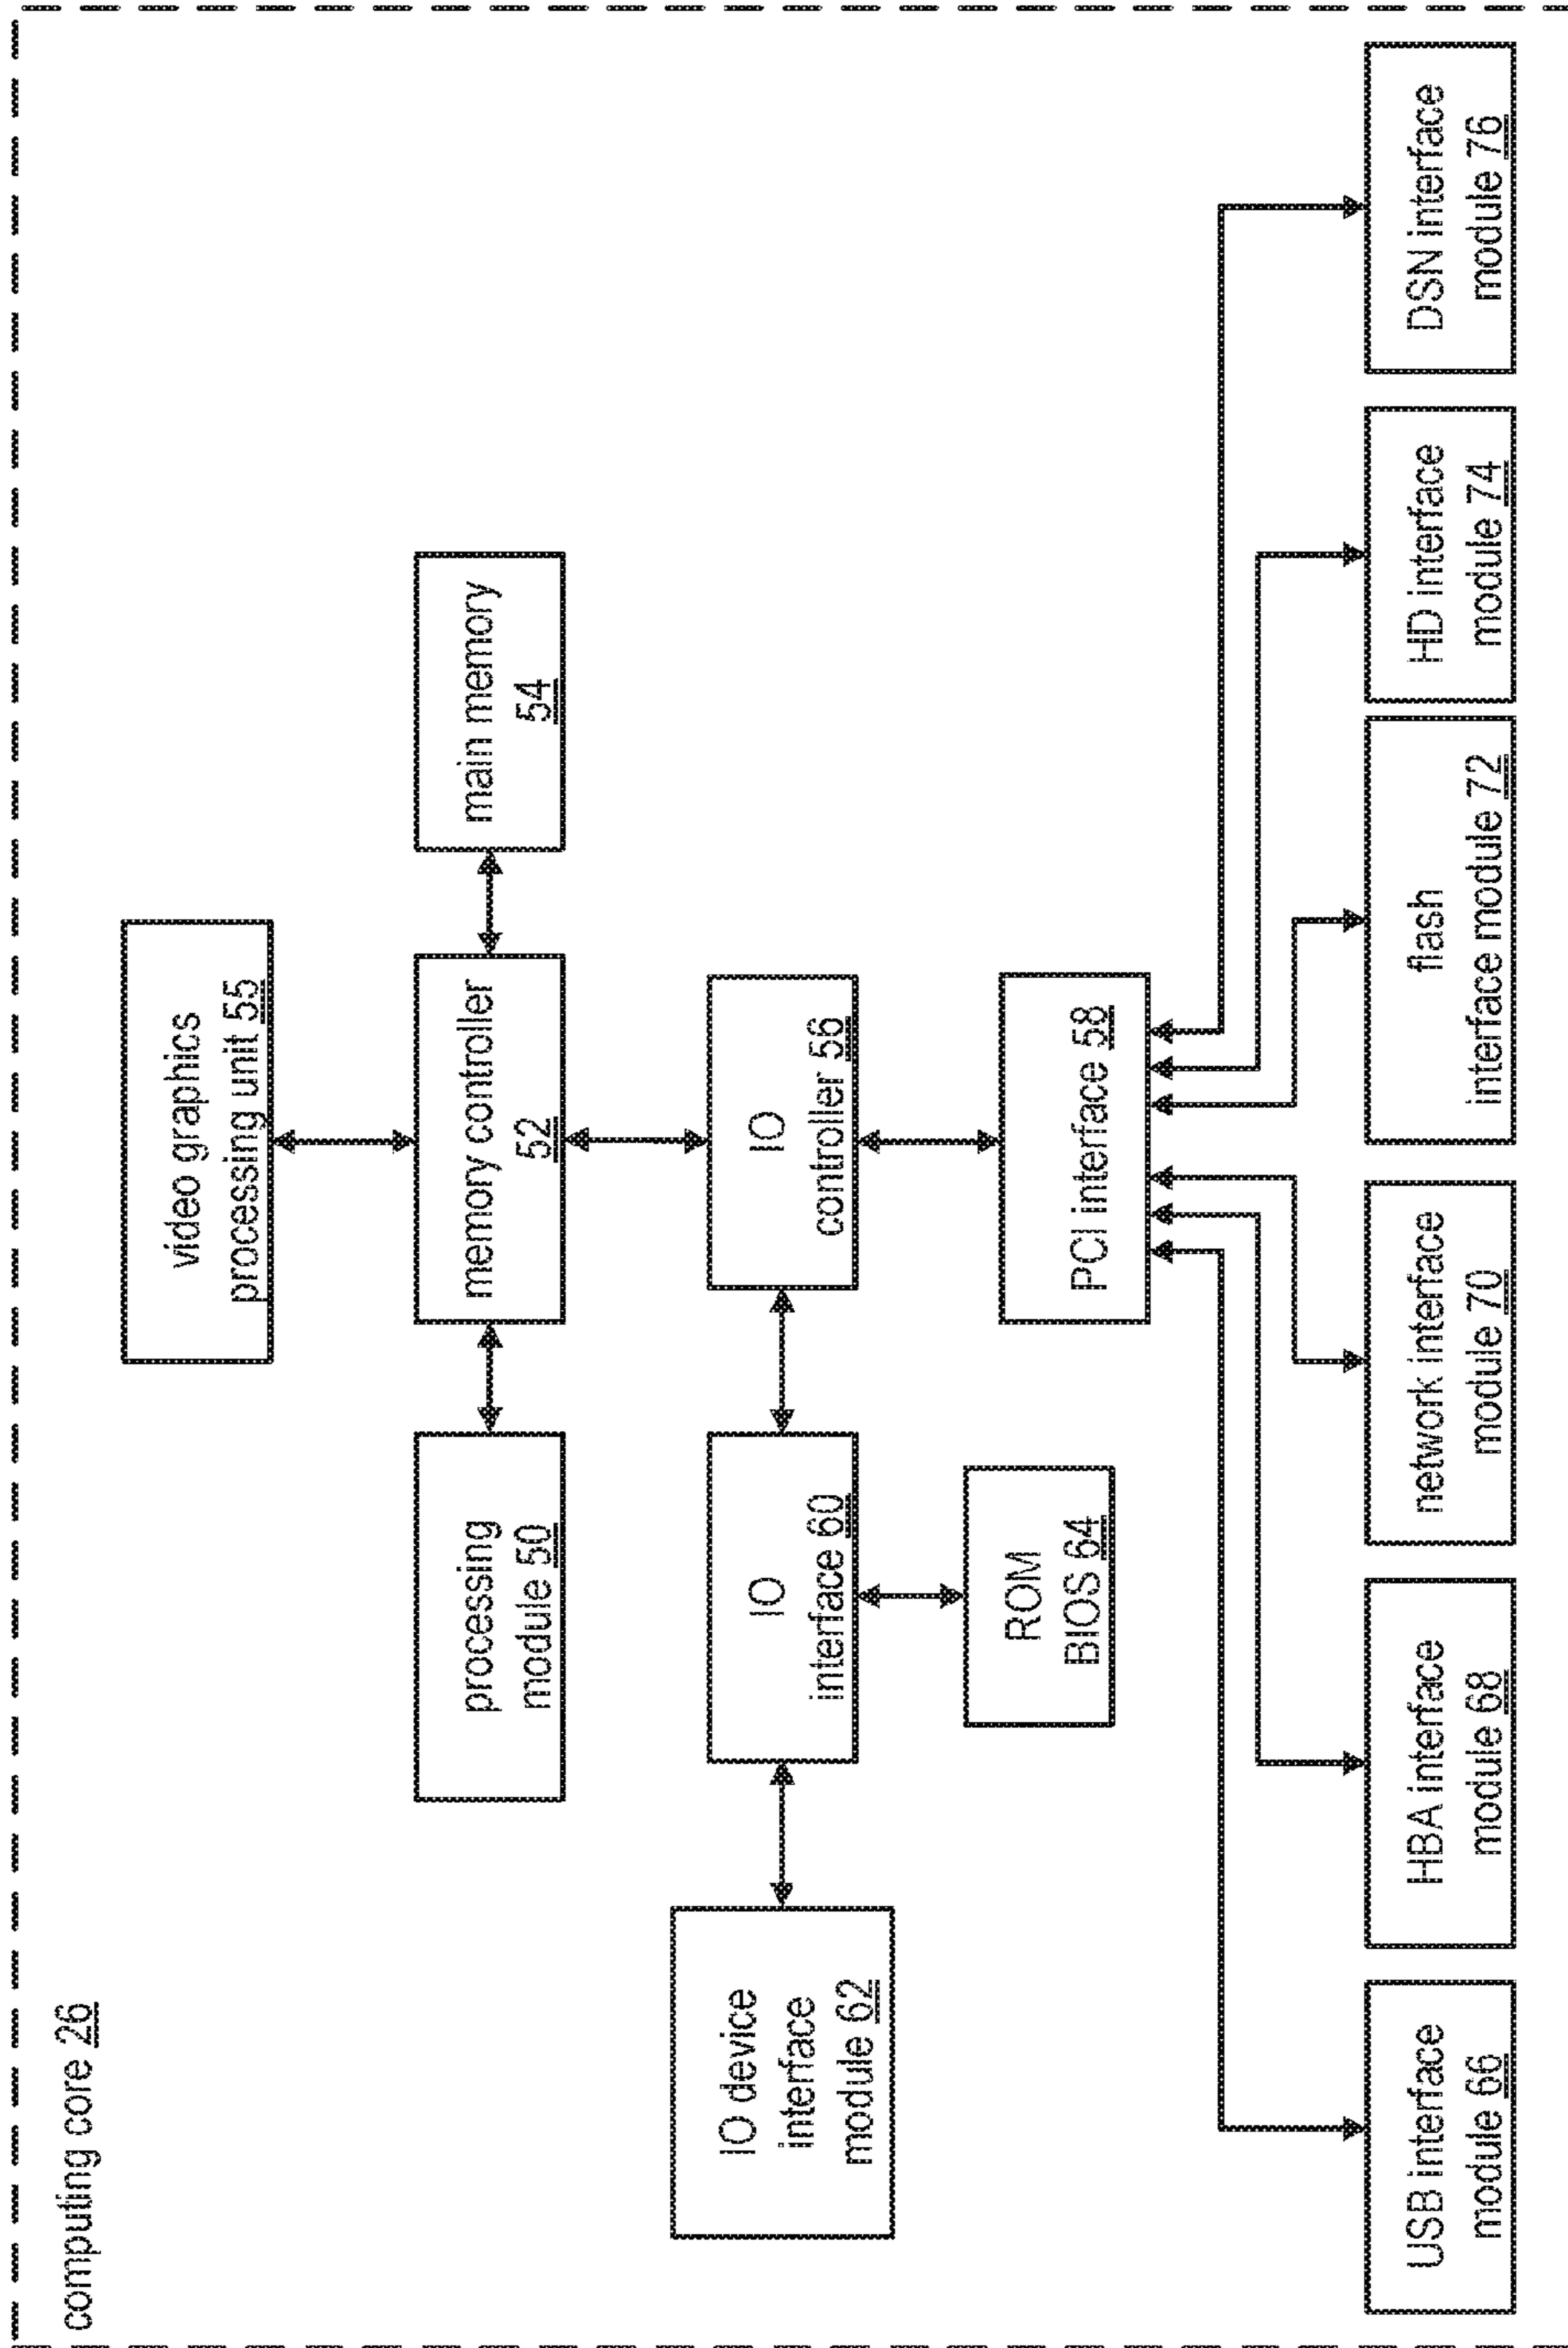 computing core 26
video graphics
processing unit 55
processing
module 50
memory controller
52
main memory
54
IO device
interface
module 62
IO
interface 60
IO
controller 56
ROM
BIOS 64
PCI interface 58
USB interface
module 66
HBA interface
module 68
network interface
module 70
flash
interface module 72
HD interface
module 74
DSN interface
module 76